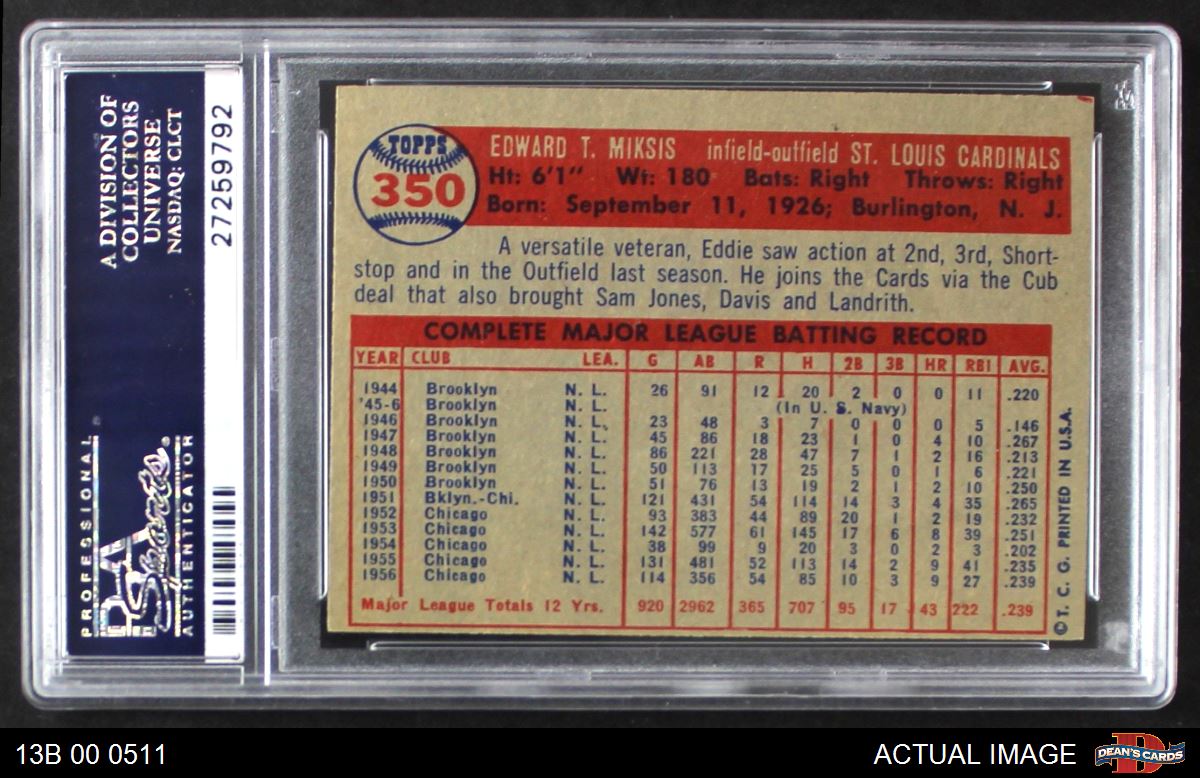 A DIVISION OF
COLLECTORS
UNIVERSE
NASDAQ: CLCT
27259792
PROFESSIONAL
PSA
Sports
AUTHENTICATOR
TOPPS
350
EDWARD T. MIKSIS infield-outfield ST. LOUIS CARDINALS
Ht: 6'1" Wt: 180 Bats: Right Throws: Right
Born: September 11, 1926; Burlington, N. J.
A versatile veteran, Eddie saw action at 2nd, 3rd, Short-
stop and in the Outfield last season. He joins the Cards via the Cub
deal that also brought Sam Jones, Davis and Landrith.
COMPLETE MAJOR LEAGUE BATTING RECORD
YEAR CLUB LEA. G AB R H 2B 3B HR RBI AVG.
1944 Brooklyn N. L. 26 91 12 20 2 0 0 11 .220
'45-6 Brooklyn N. L. (In U. S. Navy)
1946 Brooklyn N. L. 23 48 3 7 0 0 0 5 .146
1947 Brooklyn N. L. 45 86 18 23 1 0 4 10 .267
1948 Brooklyn N. L. 86 221 28 47 7 1 2 16 .213
1949 Brooklyn N. L. 50 113 17 25 5 0 1 6 .221
1950 Brooklyn N. L. 51 76 13 19 2 1 2 10 .250
1951 Bklyn.-Chi. N. L. 121 431 54 114 14 3 4 35 .265
1952 Chicago N. L. 93 383 44 89 20 1 2 19 .232
1953 Chicago N. L. 142 577 61 145 17 6 8 39 .251
1954 Chicago N. L. 38 99 9 20 3 0 2 3 .202
1955 Chicago N. L. 131 481 52 113 14 2 9 41 .235
1956 Chicago N. L. 114 356 54 85 10 3 9 27 .239
Major League Totals 12 Yrs. 920 2962 365 707 95 17 43 222 .239
© T. C. G. PRINTED IN U.S.A.
13B 00 0511
ACTUAL IMAGE
DEAN'S CARDS